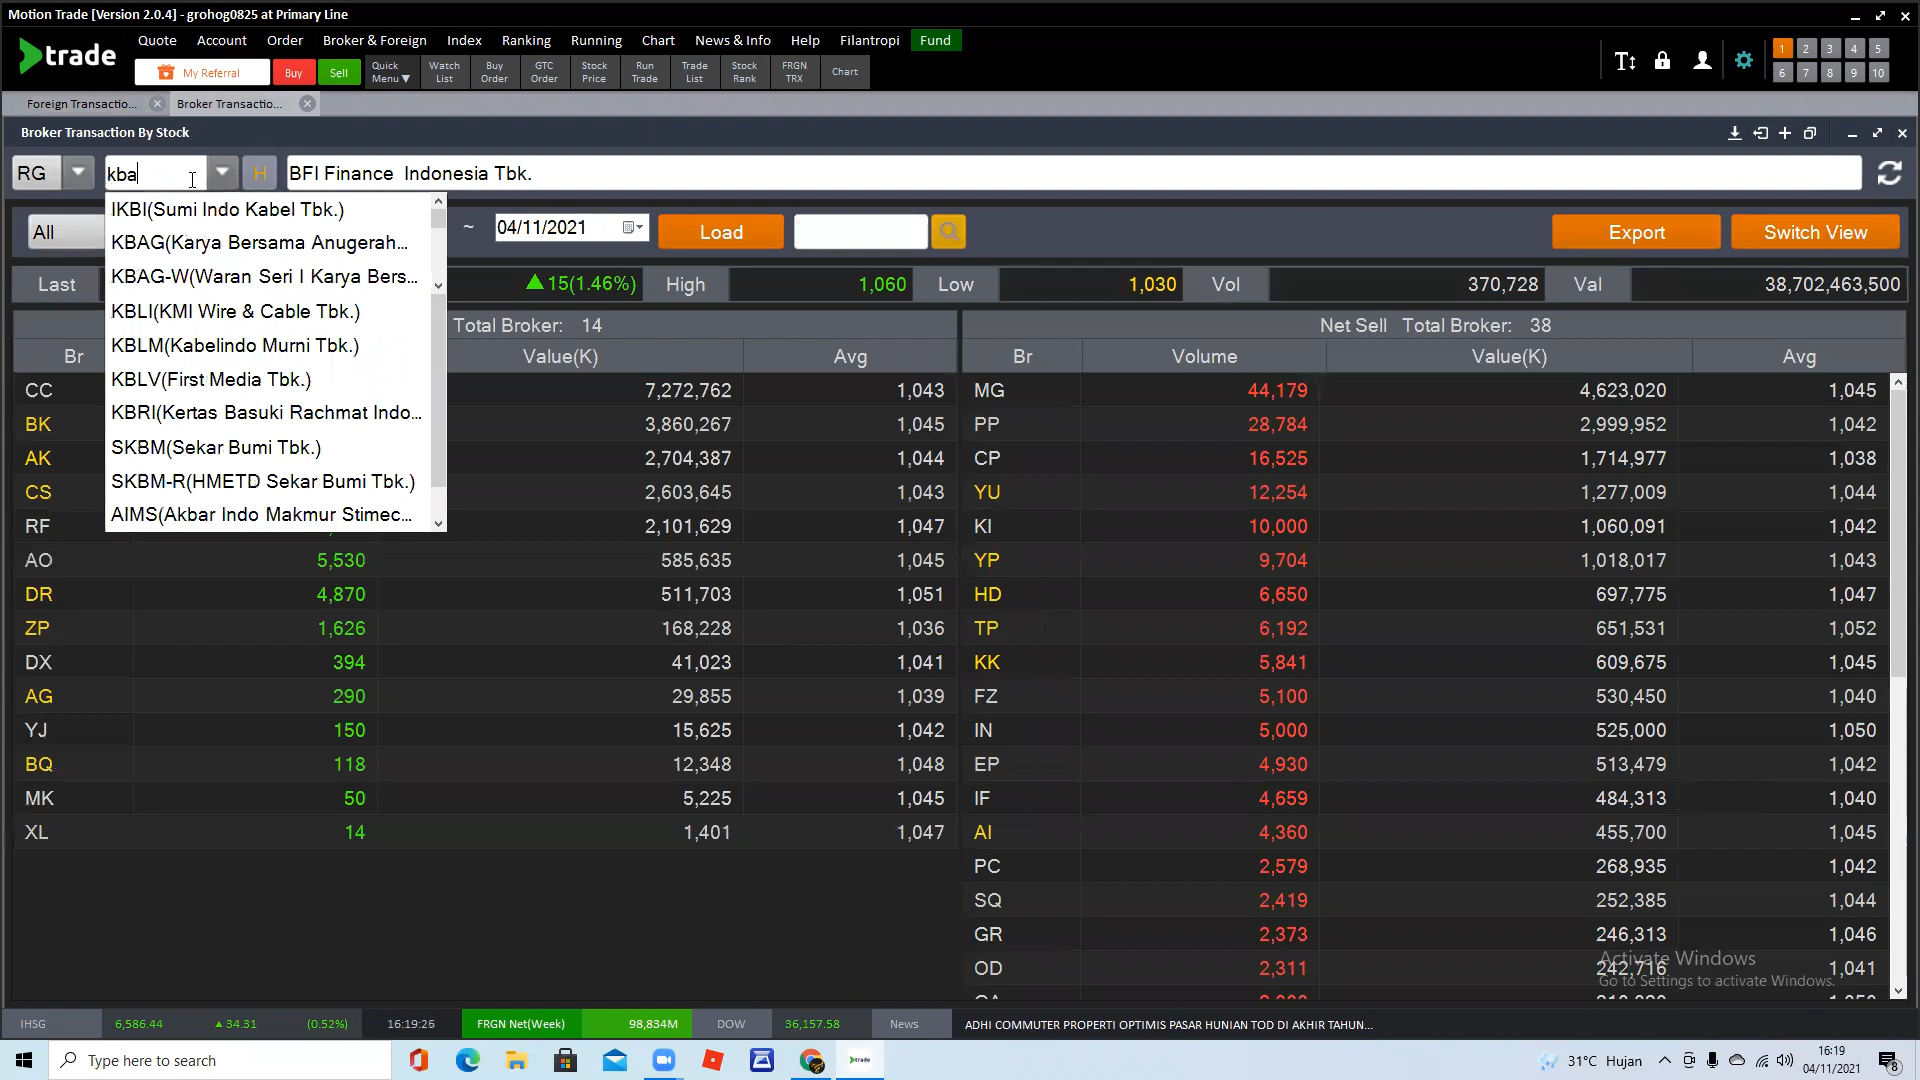 Motion Trade [Version 2.0.4] - grohog0825 at Primary Line
trade
Quote Account Order Broker & Foreign Index Ranking Running Chart News & Info Help Filantropi Fund
My Referral Buy Sell Quick Menu ▼ Watch List Buy Order GTC Order Stock Price Run Trade Trade List Stock Rank FRGN TRX Chart
1 2 3 4 5
6 7 8 9 10
Foreign Transactio... Broker Transactio...
Broker Transaction By Stock
RG kba H BFI Finance Indonesia Tbk.
IKBI(Sumi Indo Kabel Tbk.)
KBAG(Karya Bersama Anugerah...
KBAG-W(Waran Seri I Karya Bers...
KBLI(KMI Wire & Cable Tbk.)
KBLM(Kabelindo Murni Tbk.)
KBLV(First Media Tbk.)
KBRI(Kertas Basuki Rachmat Indo...
SKBM(Sekar Bumi Tbk.)
SKBM-R(HMETD Sekar Bumi Tbk.)
AIMS(Akbar Indo Makmur Stimec...
All ~ 04/11/2021 Load Export Switch View
Last ▲15(1.46%) High 1,060 Low 1,030 Vol 370,728 Val 38,702,463,500
Total Broker: 14 Net Sell Total Broker: 38
Br Value(K) Avg Br Volume Value(K) Avg
CC 7,272,762 1,043 MG 44,179 4,623,020 1,045
BK 3,860,267 1,045 PP 28,784 2,999,952 1,042
AK 2,704,387 1,044 CP 16,525 1,714,977 1,038
CS 2,603,645 1,043 YU 12,254 1,277,009 1,044
RF 2,101,629 1,047 KI 10,000 1,060,091 1,042
AO 5,530 585,635 1,045 YP 9,704 1,018,017 1,043
DR 4,870 511,703 1,051 HD 6,650 697,775 1,047
ZP 1,626 168,228 1,036 TP 6,192 651,531 1,052
DX 394 41,023 1,041 KK 5,841 609,675 1,045
AG 290 29,855 1,039 FZ 5,100 530,450 1,040
YJ 150 15,625 1,042 IN 5,000 525,000 1,050
BQ 118 12,348 1,048 EP 4,930 513,479 1,042
MK 50 5,225 1,045 IF 4,659 484,313 1,040
XL 14 1,401 1,047 AI 4,360 455,700 1,045
PC 2,579 268,935 1,042
SQ 2,419 252,385 1,044
GR 2,373 246,313 1,046
OD 2,311 242,716 1,041
Activate Windows
Go to Settings to activate Windows.
IHSG 6,586.44 ▲ 34.31 (0.52%) 16:19:26 FRGN Net(Week) 98,834M DOW 36,157.58 News ADHI COMMUTER PROPERTI OPTIMIS PASAR HUNIAN TOD DI AKHIR TAHUN...
Type here to search trade 31°C Hujan 16:19
04/11/2021 8